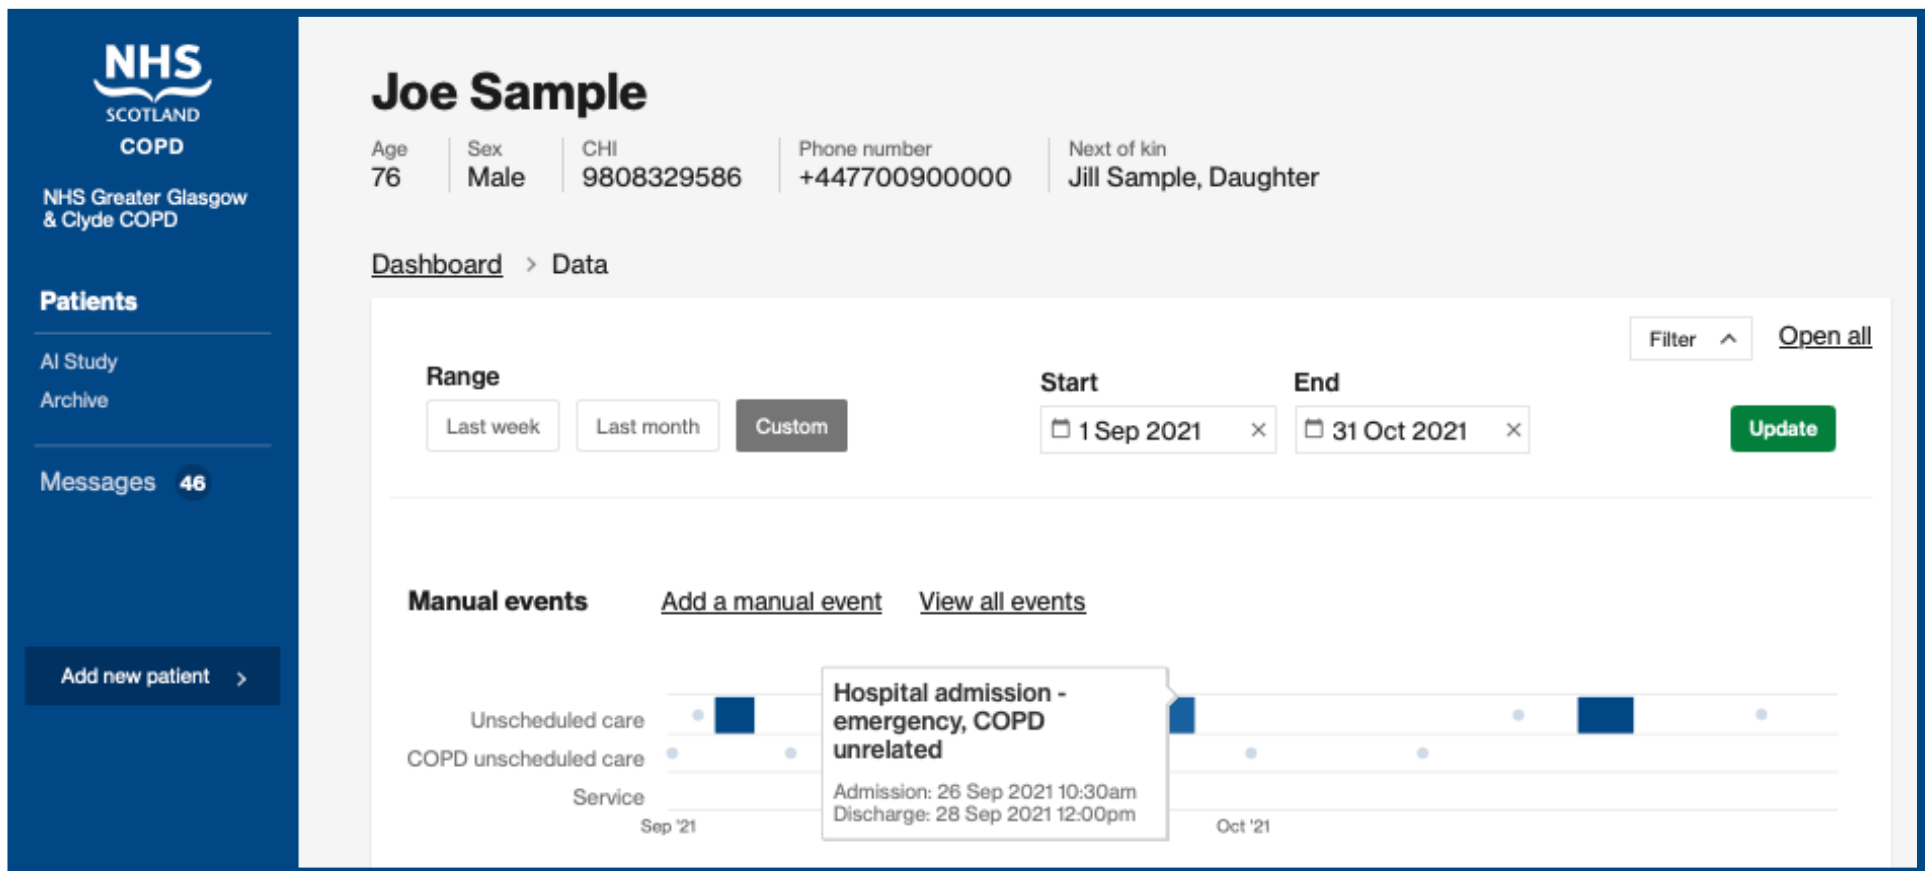 NHS
SCOTLAND
COPD
NHS Greater Glasgow
& Clyde COPD
Patients
AI Study
Archive
Messages 46
Add new patient >
Joe Sample
Age Sex CHI Phone number Next of kin
76 Male 9808329586 +447700900000 Jill Sample, Daughter
Dashboard > Data
Filter Open all
Range Start End
Last week Last month Custom 1 Sep 2021 × 31 Oct 2021 × Update
Manual events Add a manual event View all events
Hospital admission -
emergency, COPD
unrelated
Admission: 26 Sep 2021 10:30am
Discharge: 28 Sep 2021 12:00pm
Unscheduled care
COPD unscheduled care
Service
Sep '21 Oct '21